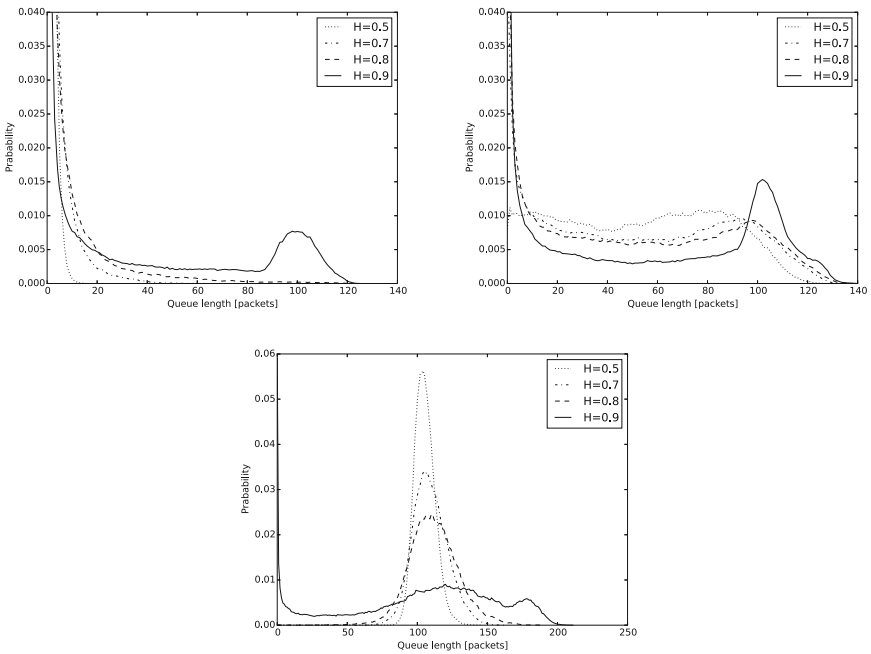 0.040
0.035
0.030
0.025
0.020
0.015
0.010
0.005
0.000
Prabability
0 20 40 60 80 100 120 140
Queue length [packets]
H=0.5
H=0.7
H=0.8
H=0.9
0.040
0.035
0.030
0.025
0.020
0.015
0.010
0.005
0.000
Prabability
0 20 40 60 80 100 120 140
Queue length [packets]
H=0.5
H=0.7
H=0.8
H=0.9
0.06
0.05
0.04
0.03
0.02
0.01
0.00
Prabability
0 50 100 150 200 250
Queue length [packets]
H=0.5
H=0.7
H=0.8
H=0.9